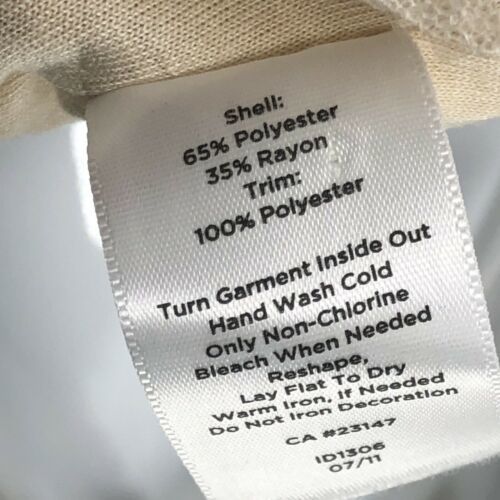 Shell:
65% Polyester
35% Rayon
Trim:
100% Polyester
Turn Garment Inside Out
Hand Wash Cold
Only Non-Chlorine
Bleach When Needed
Reshape,
Lay Flat To Dry
Warm Iron, If Needed
Do Not Iron Decoration
CA #23147
ID1306
07/11